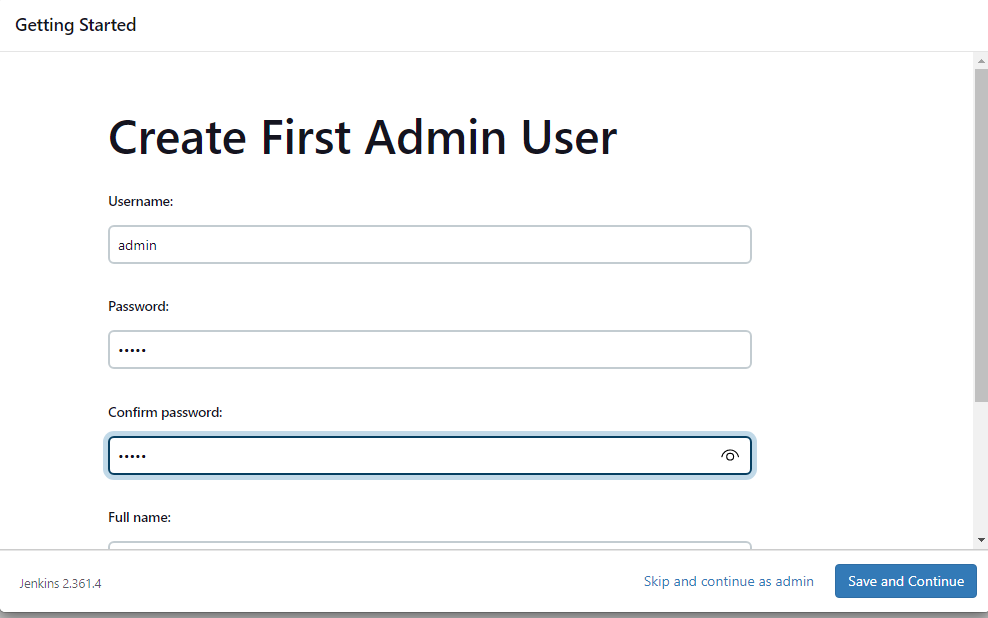 Getting Started
Create First Admin User
Username:
admin
Password:
•••••
Confirm password:
•••••
Full name:
Jenkins 2.361.4
Skip and continue as admin
Save and Continue